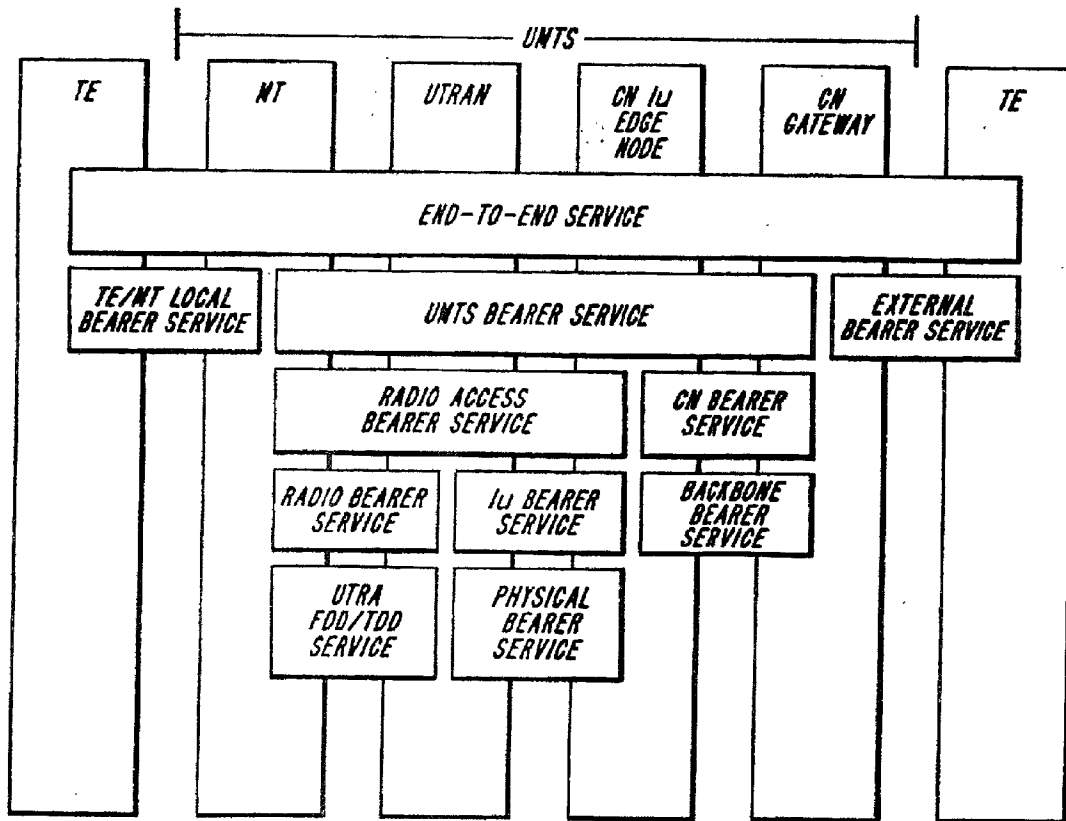 UMTS
TE
MT
UTRAN
CN Iu
EDGE
NODE
CN
GATEWAY
TE
END-TO-END SERVICE
TE/MT LOCAL
BEARER SERVICE
UMTS BEARER SERVICE
EXTERNAL
BEARER SERVICE
RADIO ACCESS
BEARER SERVICE
CN BEARER
SERVICE
RADIO BEARER
SERVICE
Iu BEARER
SERVICE
BACKBONE
BEARER
SERVICE
UTRA
FDD/TDD
SERVICE
PHYSICAL
BEARER
SERVICE